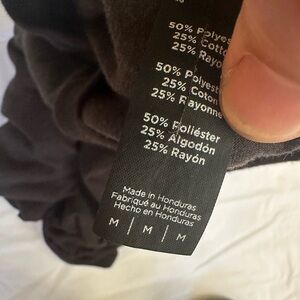 50% Polyes
25% Cotto
25% Rayo
50% Polyest
25% Coton
25% Rayonne
50% Poliéster
25% Algodón
25% Rayón
Made in Honduras
Fabriqué au Honduras
Hecho en Honduras
M | M | M